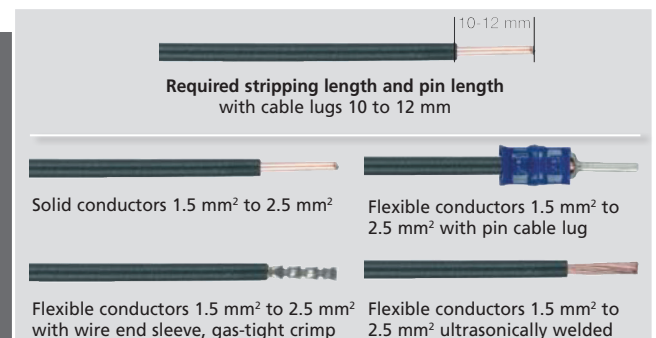 10-12 mm
Required stripping length and pin length
with cable lugs 10 to 12 mm
Solid conductors 1.5 mm² to 2.5 mm²
Flexible conductors 1.5 mm² to
2.5 mm² with pin cable lug
Flexible conductors 1.5 mm² to 2.5 mm²
with wire end sleeve, gas-tight crimp
Flexible conductors 1.5 mm² to
2.5 mm² ultrasonically welded